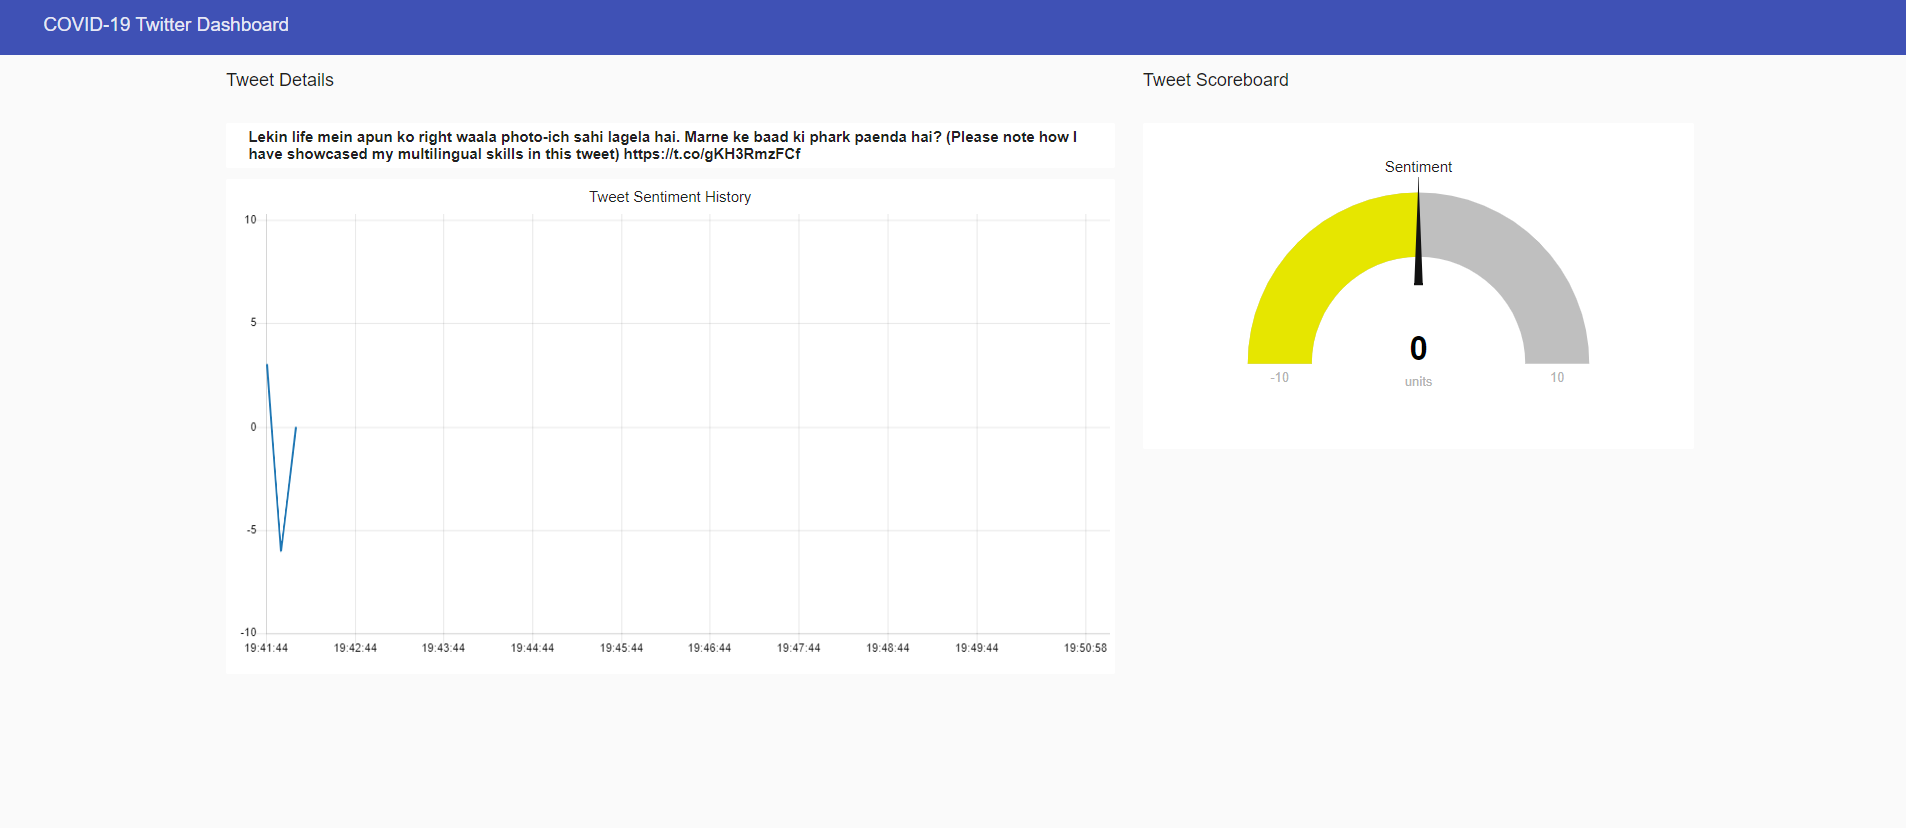 COVID-19 Twitter Dashboard
Tweet Details
Lekin life mein apun ko right waala photo-ich sahi lagela hai. Marne ke baad ki phark paenda hai? (Please note how I
have showcased my multilingual skills in this tweet) https://t.co/gKH3RmzFCf
Tweet Sentiment History
10
5
0
-5
-10
19:41:44 19:42:44 19:43:44 19:44:44 19:45:44 19:46:44 19:47:44 19:48:44 19:49:44 19:50:58
Tweet Scoreboard
Sentiment
0
-10 units 10